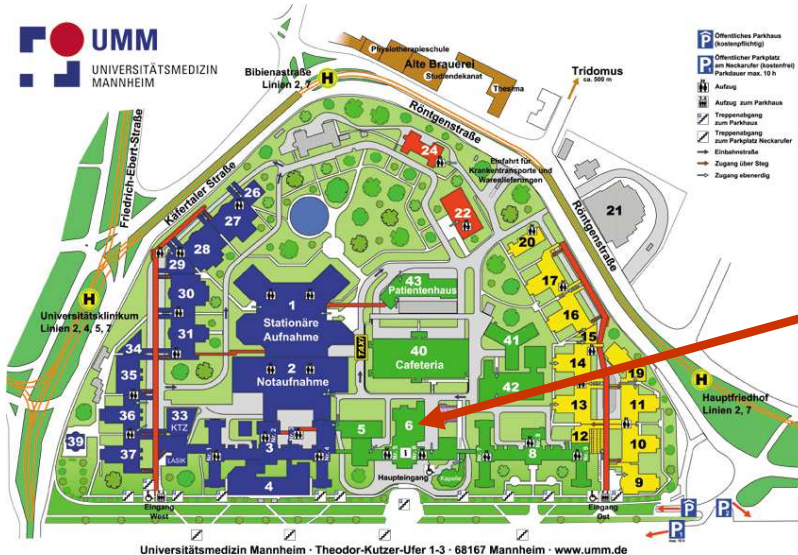 UMM
UNIVERSITÄTSMEDIZIN
MANNHEIM
Physiotherapieschule
Alte Brauerei
Studiendekanat
Thesima
Bibienastraße
Linien 2, 7
H
Tridomus
ca. 500 m
Öffentliches Parkhaus
(kostenpflichtig)
Öffentlicher Parkplatz
am Neckarufer (kostenfrei)
Parkdauer max. 10 h
Aufzug
Aufzug zum Parkhaus
Treppenabgang
zum Parkhaus
Treppenabgang
zum Parkplatz Neckarufer
Einbahnstraße
Zugang über Steg
Zugang ebenerdig
Friedrich-Ebert-Straße
Käfertaler Straße
Röntgenstraße
Röntgenstraße
Einfahrt für
Krankentransporte und
Warenlieferungen
24
22
21
20
26
27
28
29
30
31
34
35
36
37
39
33
KTZ
LASIK
H
Universitätsklinikum
Linien 2, 4, 5, 7
1
Stationäre
Aufnahme
2
Notaufnahme
3
4
43
Patientenhaus
TAXI
40
Cafeteria
41
42
5
6
i
8
Haupteingang
Kapelle
17
16
15
14
13
12
19
11
10
9
H
Hauptfriedhof
Linien 2, 7
Eingang
West
Eingang
Ost
P
P1
Universitätsmedizin Mannheim · Theodor-Kutzer-Ufer 1-3 · 68167 Mannheim · www.umm.de